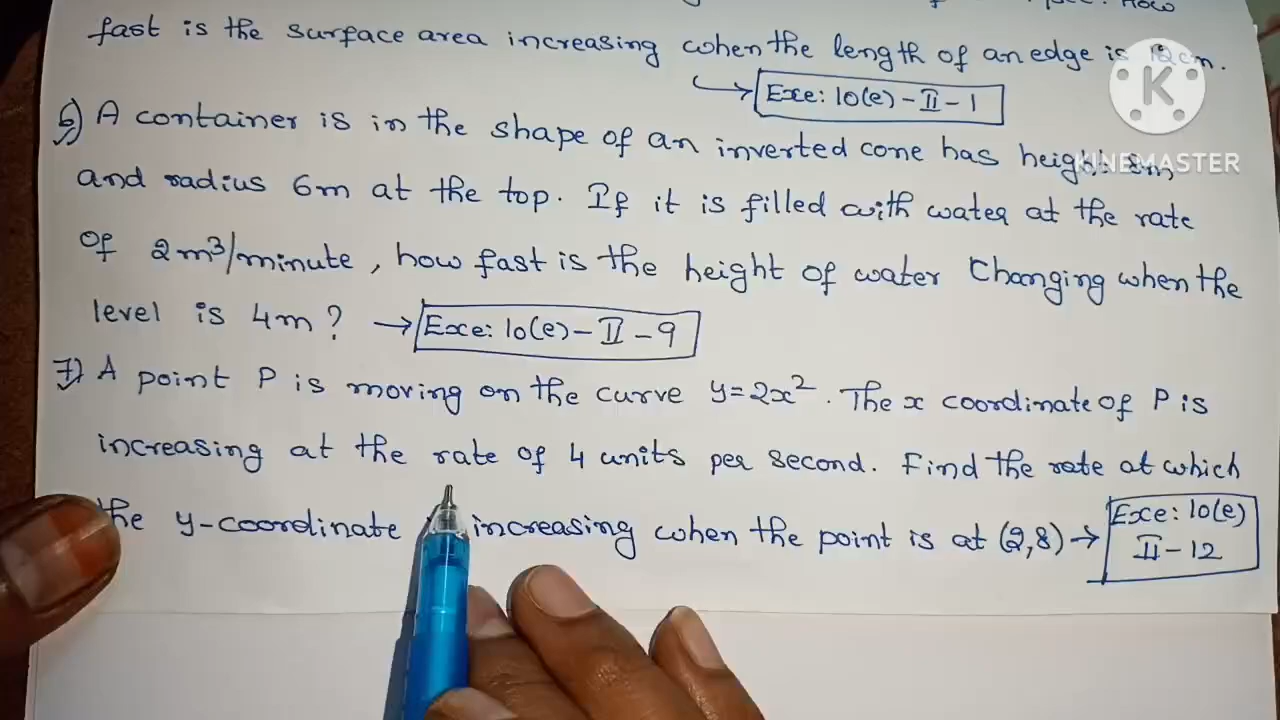 How
fast is the surface area increasing when the length of an edge is 12cm.
→ Exe: 10(e) - II - 1
K
KINEMASTER
6) A container is in the shape of an inverted cone has height 8m
and radius 6m at the top. If it is filled with water at the rate
of 2m³/minute, how fast is the height of water changing when the
level is 4m? → Exe: 10(e) - II - 9
7) A point P is moving on the curve y=2x². The x coordinate of P is
increasing at the rate of 4 units per second. Find the rate at which
the y-coordinate increasing when the point is at (2,8) → Exe: 10(e)
II - 12